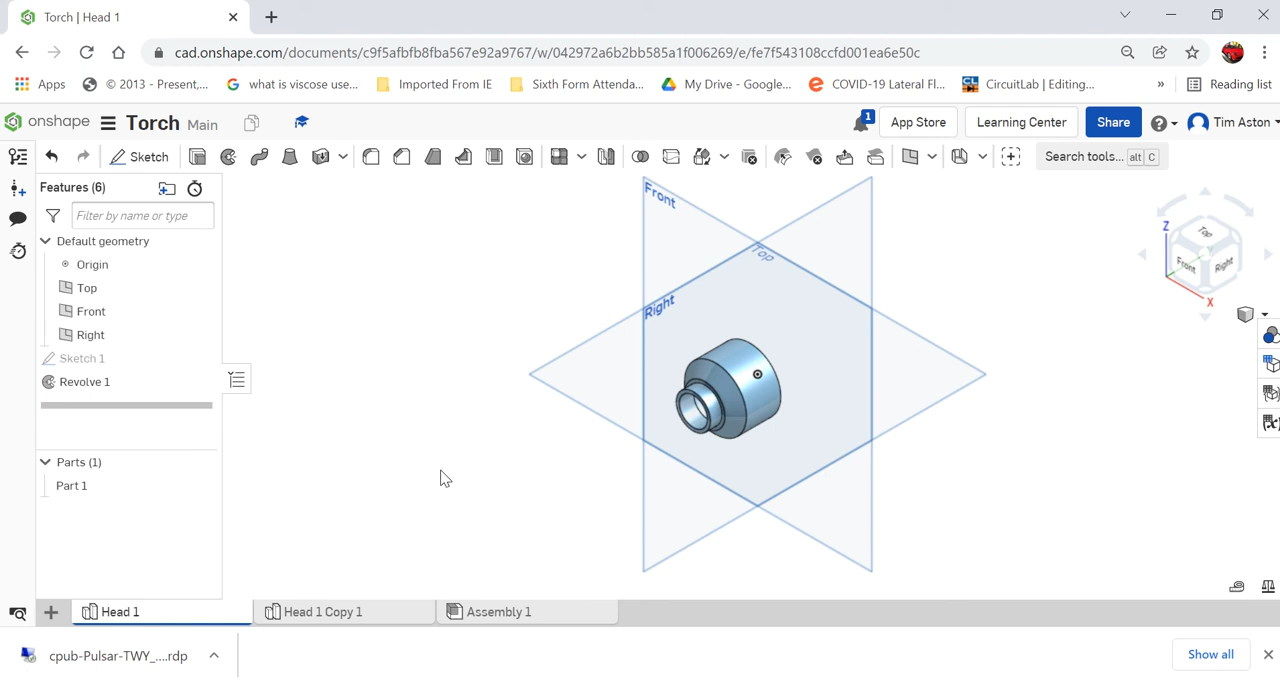 Torch | Head 1
cad.onshape.com/documents/c9f5afbfb8fba567e92a9767/w/042972a6b2bb585a1f006269/e/fe7f543108ccfd001ea6e50c
Apps
© 2013 - Present,...
what is viscose use...
Imported From IE
Sixth Form Attenda...
My Drive - Google...
COVID-19 Lateral Fl...
CircuitLab | Editing...
»
Reading list
onshape
Torch Main
1
App Store
Learning Center
Share
Tim Aston
Sketch
Search tools... alt C
Features (6)
Filter by name or type
Default geometry
Origin
Top
Front
Right
Sketch 1
Revolve 1
Parts (1)
Part 1
Front
Top
Right
Z
Top
Front
Right
X
Head 1
Head 1 Copy 1
Assembly 1
cpub-Pulsar-TWY_....rdp
Show all